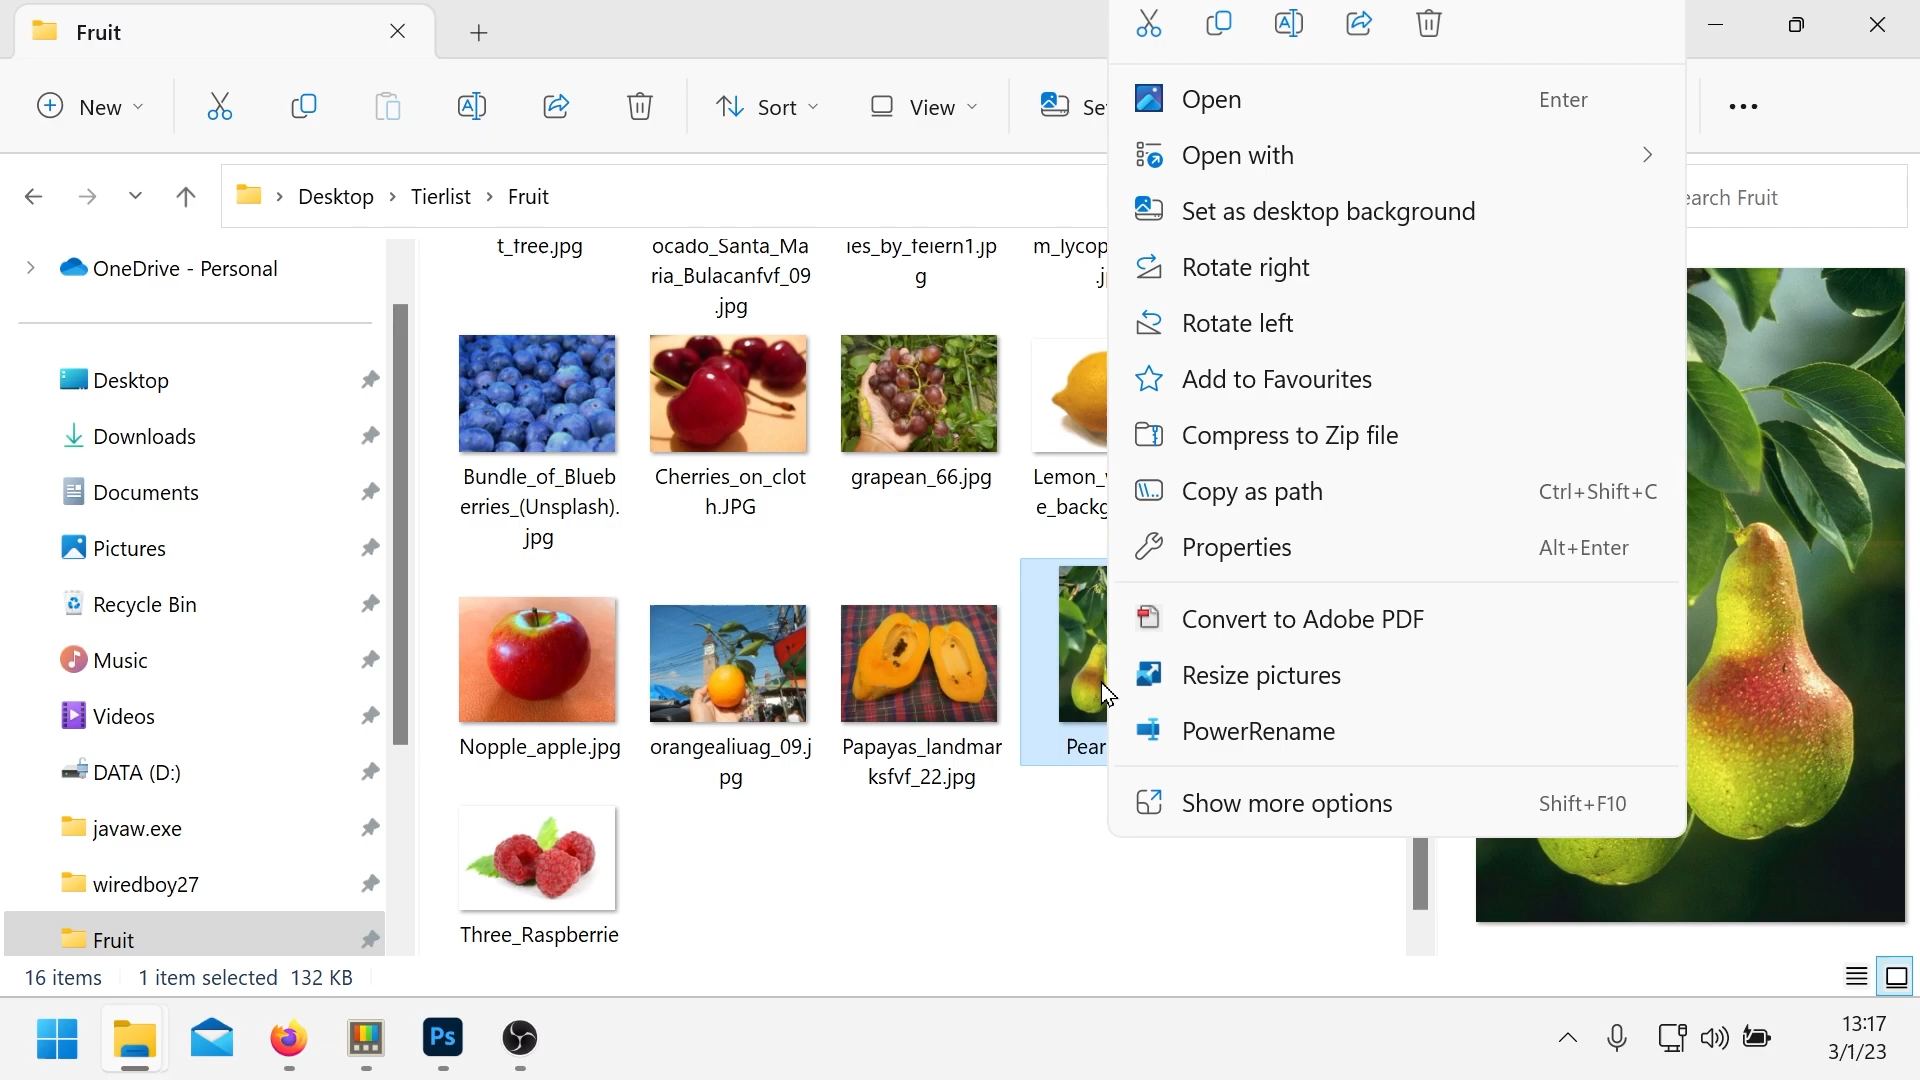 Fruit
New
Sort
View
Se
Desktop
Tierlist
Fruit
earch Fruit
OneDrive - Personal
Desktop
Downloads
Documents
Pictures
Recycle Bin
Music
Videos
DATA (D:)
javaw.exe
wiredboy27
Fruit
t_free.jpg
ocado_Santa_Ma
ria_Bulacanfvf_09
.jpg
ies_by_feiern1.jp
g
m_lycop
.j
Bundle_of_Blueb
erries_(Unsplash).
jpg
Cherries_on_clot
h.JPG
grapean_66.jpg
Lemon_
e_backg
Nopple_apple.jpg
orangealiuag_09.j
pg
Papayas_landmar
ksfvf_22.jpg
Pear
Three_Raspberrie
Open Enter
Open with
Set as desktop background
Rotate right
Rotate left
Add to Favourites
Compress to Zip file
Copy as path Ctrl+Shift+C
Properties Alt+Enter
Convert to Adobe PDF
Resize pictures
PowerRename
Show more options Shift+F10
16 items 1 item selected 132 KB
Ps
13:17
3/1/23